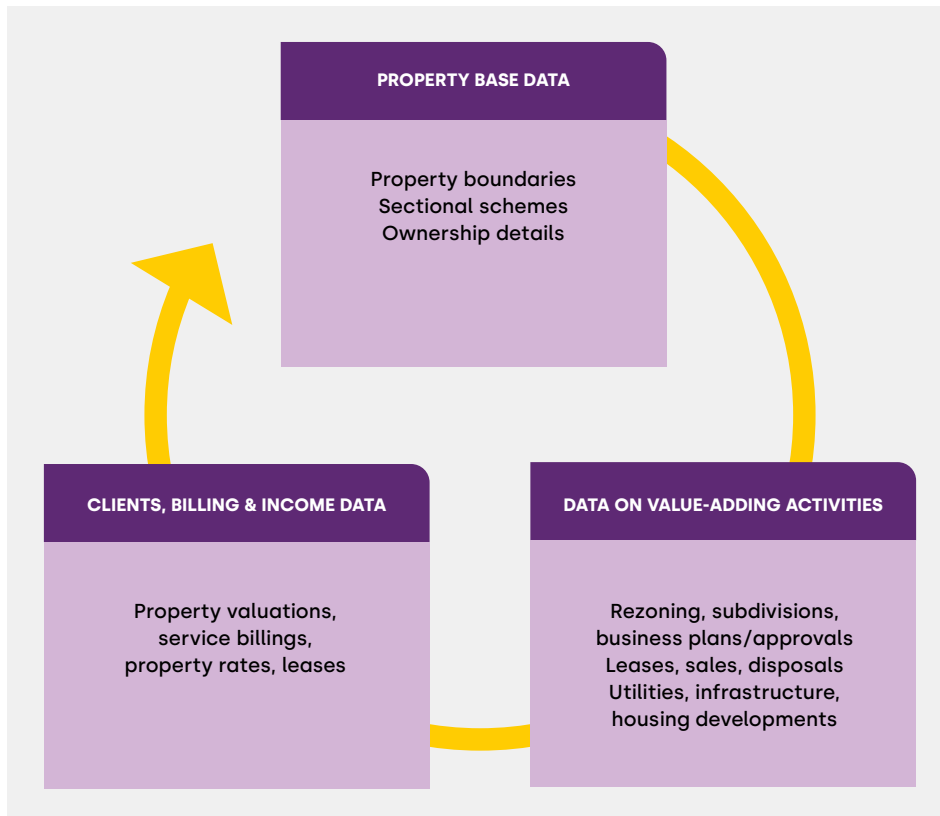 PROPERTY BASE DATA
Property boundaries
Sectional schemes
Ownership details
CLIENTS, BILLING & INCOME DATA
Property valuations,
service billings,
property rates, leases
DATA ON VALUE-ADDING ACTIVITIES
Rezoning, subdivisions,
business plans/approvals
Leases, sales, disposals
Utilities, infrastructure,
housing developments